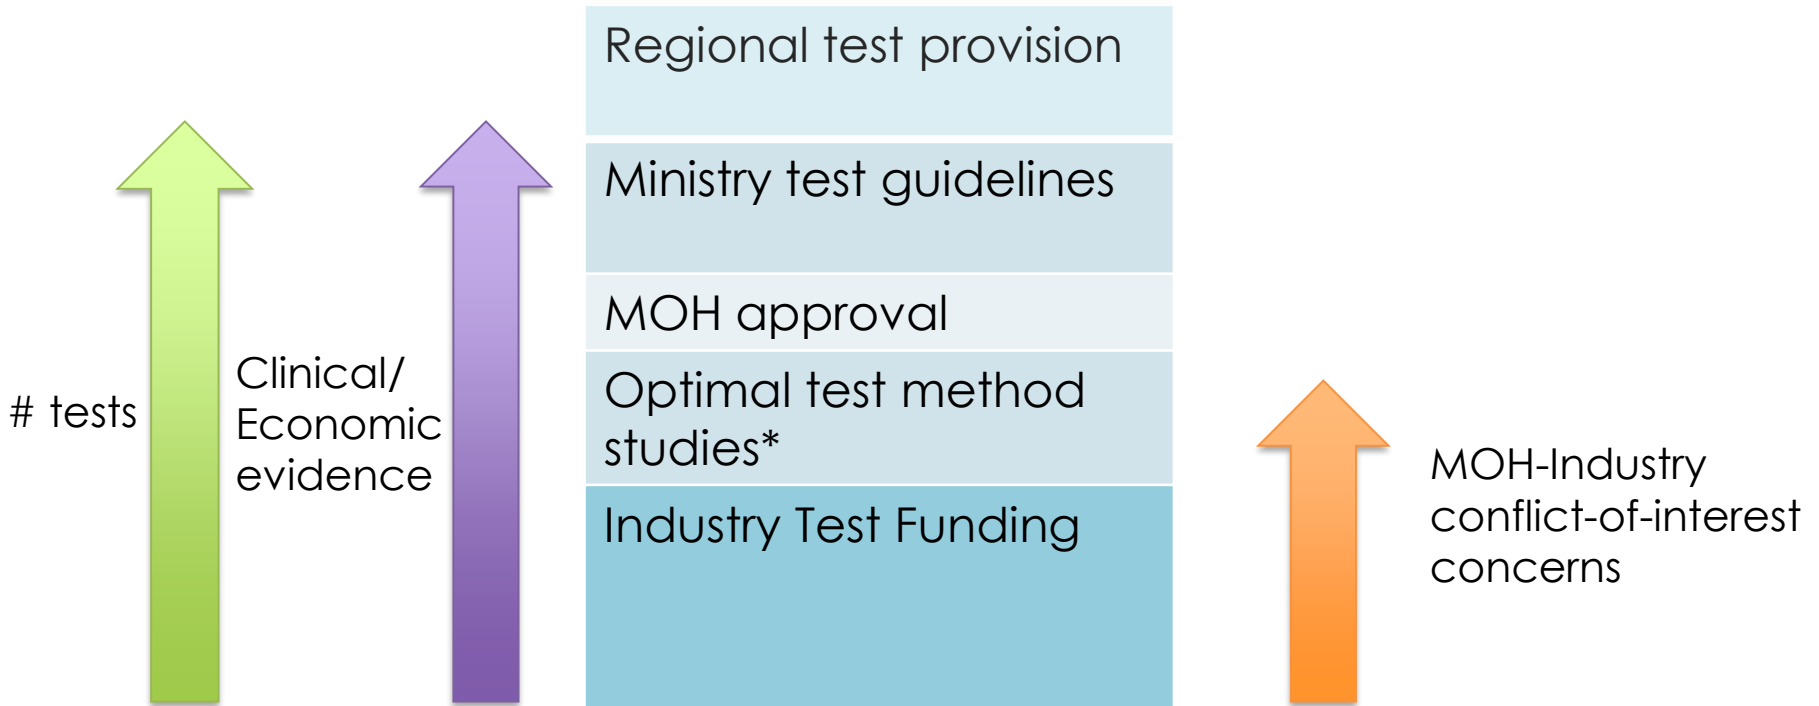 Regional test provision
Ministry test guidelines
MOH approval
Optimal test method
studies*
Industry Test Funding
# tests
Clinical/
Economic
evidence
MOH-Industry
conflict-of-interest
concerns